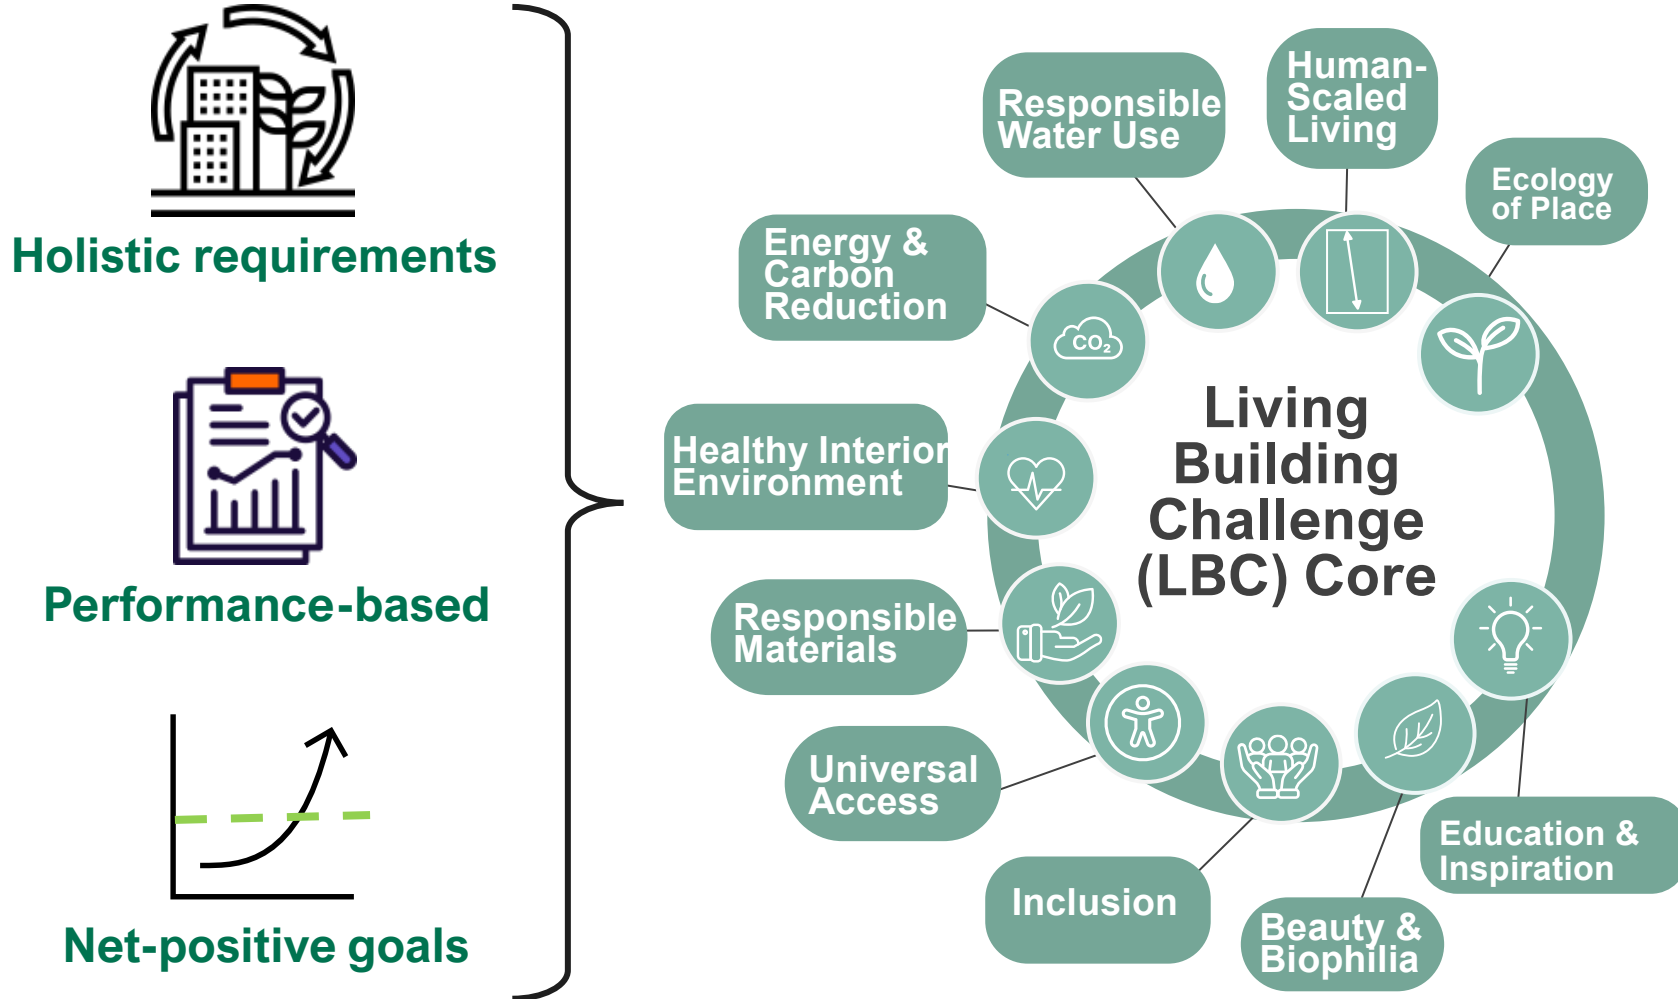 Holistic requirements
Performance-based
Net-positive goals
Human-
Scaled
Living
Responsible
Water Use
Ecology
of Place
Energy &
Carbon
Reduction
CO₂
Healthy Interior
Environment
Living
Building
Challenge
(LBC) Core
Responsible
Materials
Universal
Access
Inclusion
Beauty &
Biophilia
Education &
Inspiration